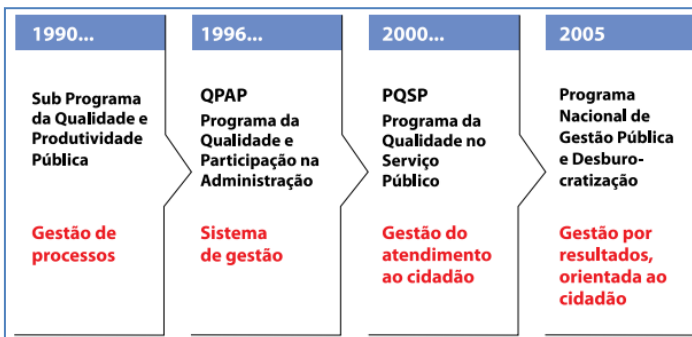 1990...
Sub Programa
da Qualidade e
Produtividade
Pública
Gestão de
processos
1996...
QPAP
Programa da
Qualidade e
Participação na
Administração
Sistema
de gestão
2000...
PQSP
Programa da
Qualidade no
Serviço
Público
Gestão do
atendimento
ao cidadão
2005
Programa
Nacional de
Gestão Pública
e Desburo-
cratização
Gestão por
resultados,
orientada ao
cidadão